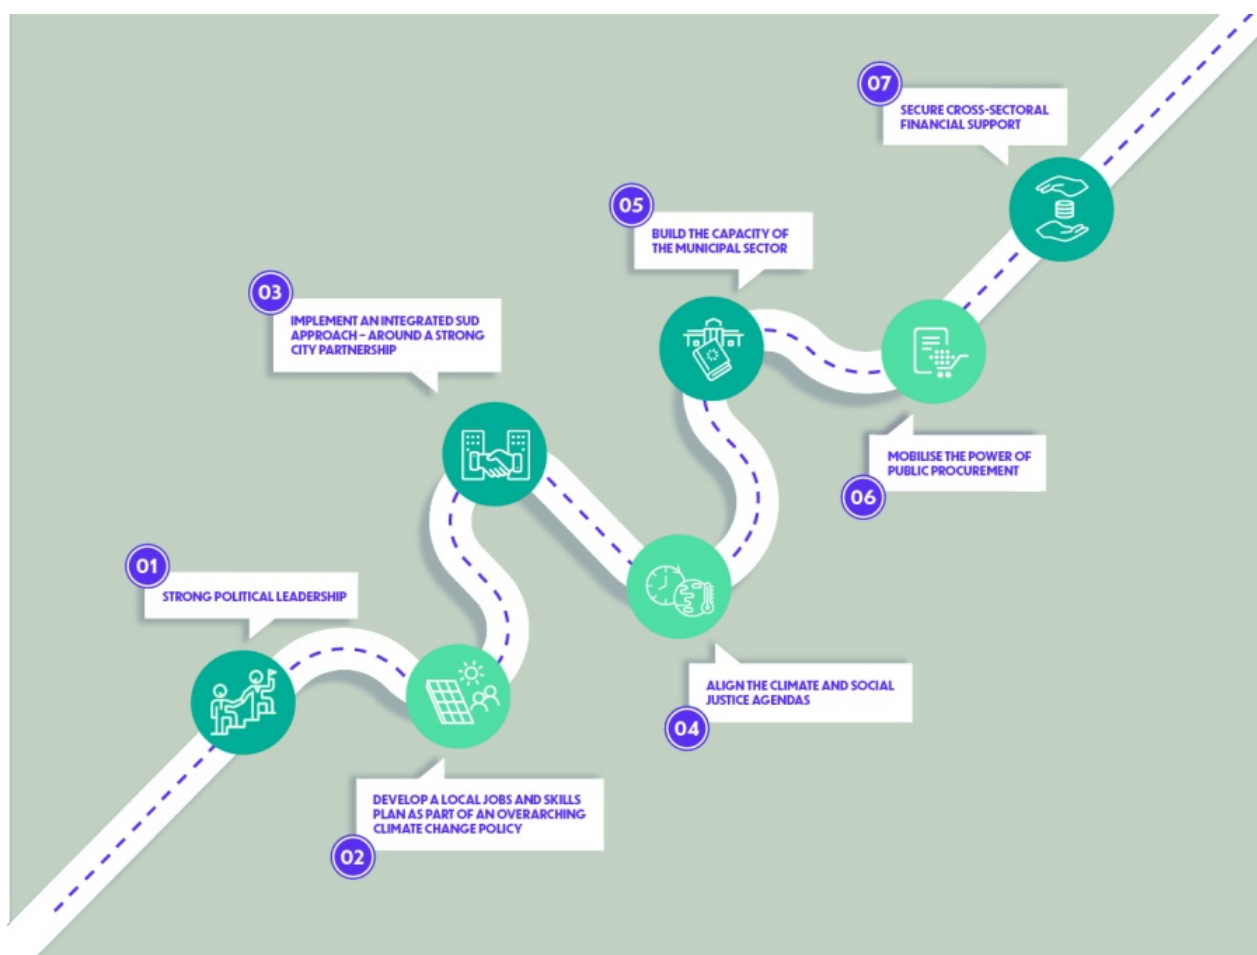 01
STRONG POLITICAL LEADERSHIP
02
DEVELOP A LOCAL JOBS AND SKILLS
PLAN AS PART OF AN OVERARCHING
CLIMATE CHANGE POLICY
03
IMPLEMENT AN INTEGRATED SUD
APPROACH – AROUND A STRONG
CITY PARTNERSHIP
04
ALIGN THE CLIMATE AND SOCIAL
JUSTICE AGENDAS
05
BUILD THE CAPACITY OF
THE MUNICIPAL SECTOR
06
MOBILISE THE POWER OF
PUBLIC PROCUREMENT
07
SECURE CROSS-SECTORAL
FINANCIAL SUPPORT